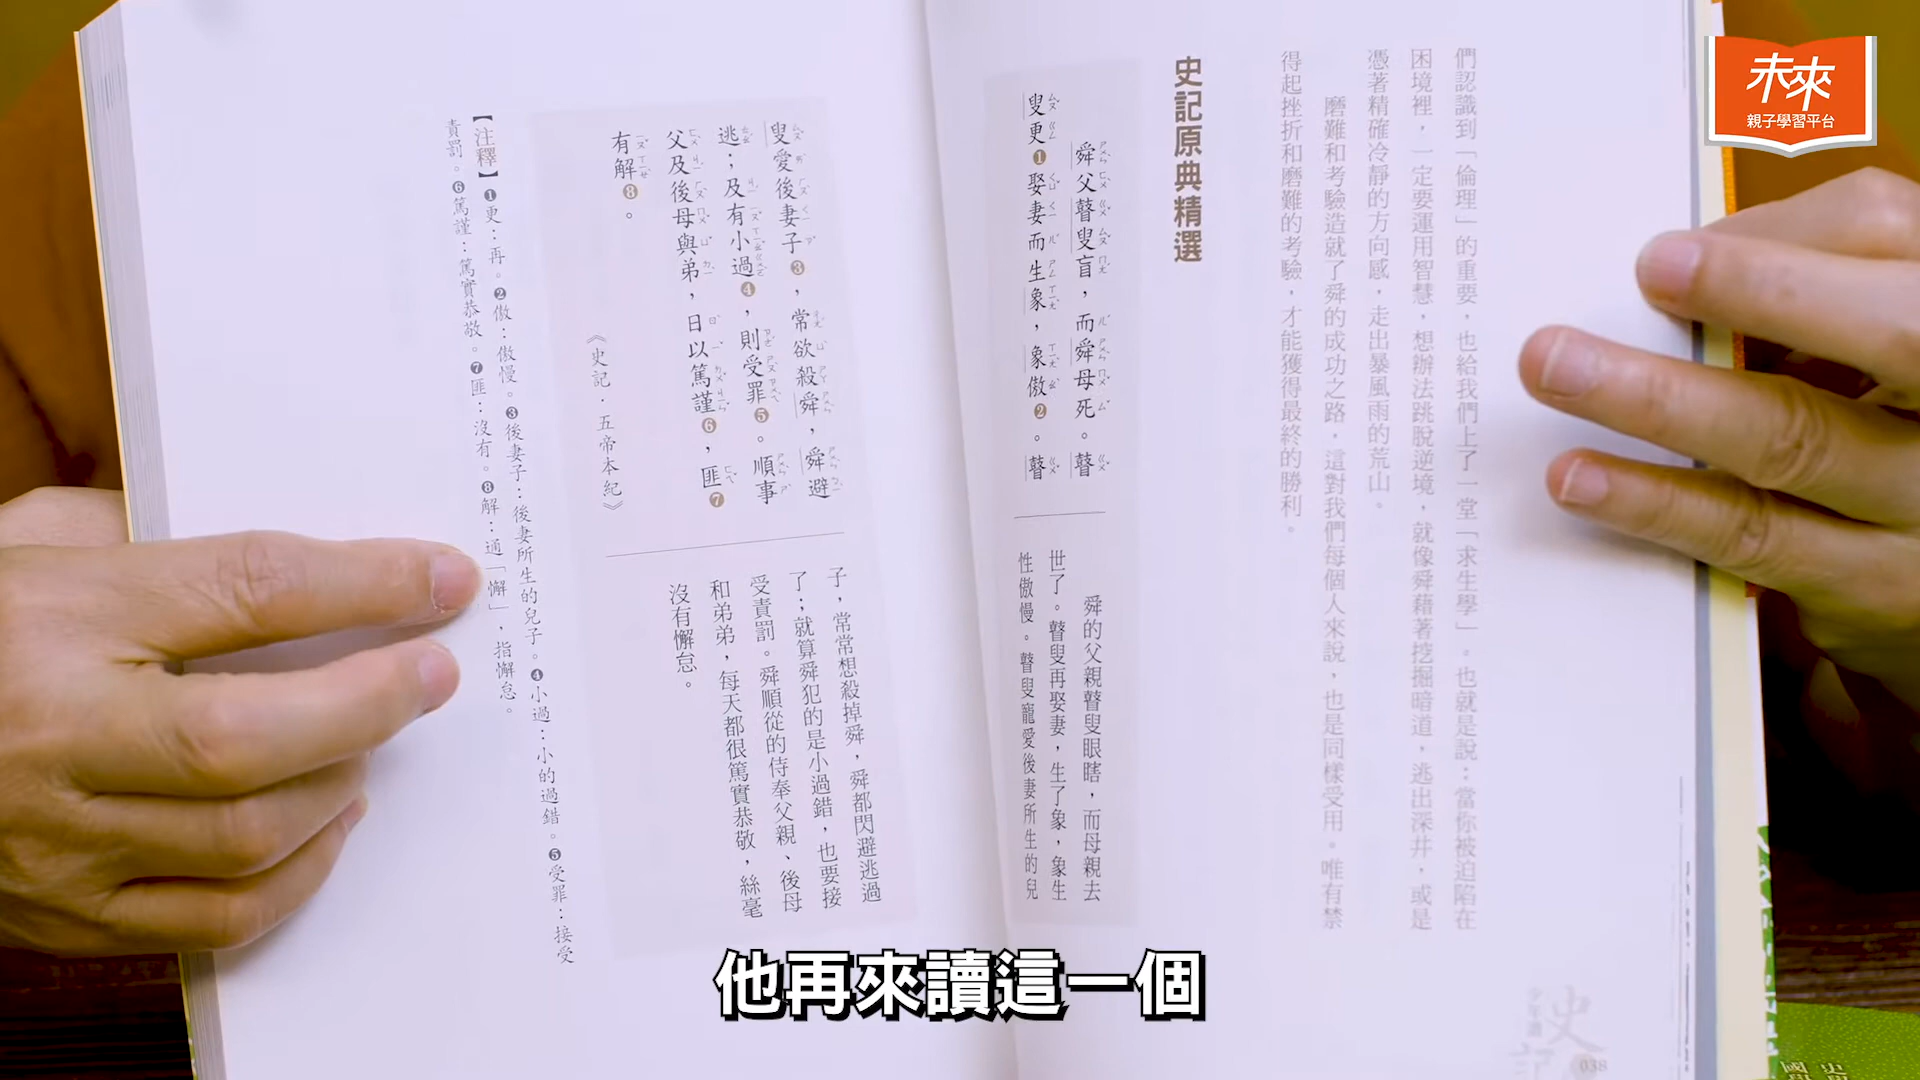 們認識到「倫理」的重要，也給我們上了一堂「求生學」。也就是說：當你被迫陷在
困境裡，一定要運用智慧，想辦法跳脫逆境，就像舜藉著挖掘暗道，逃出深井，或是
憑著精確冷靜的方向感，走出暴風雨的荒山。
磨難和考驗造就了舜的成功之路，這對我們每個人來說，也是同樣受用。唯有禁
得起挫折和磨難的考驗，才能獲得最終的勝利。
史記原典精選
舜父瞽叟盲，而舜母死。瞽
叟更❶娶妻而生象，象傲❷。瞽
舜的父親瞽叟眼瞎，而母親去
世了。瞽叟再娶妻，生了象，象生
性傲慢。瞽叟寵愛後妻所生的兒
叟愛後妻子❸，常欲殺舜，舜避
逃；及有小過❹，則受罪❺。順事
父及後母與弟，日以篤謹❻，匪❼
有解❽。
《史記．五帝本紀》
子，常常想殺掉舜，舜都閃避逃過
了；就算舜犯的是小過錯，也要接
受責罰。舜順從的侍奉父親、後母
和弟弟，每天都很篤實恭敬，絲毫
沒有懈怠。
【注釋】❶更：再。❷傲：傲慢。❸後妻子：後妻所生的兒子。❹小過：小的過錯。❺受罪：接受
責罰。❻篤謹：篤實恭敬。❼匪：沒有。❽解：通「懈」，指懈怠。
史記
038
未來
親子學習平台
他再來讀這一個